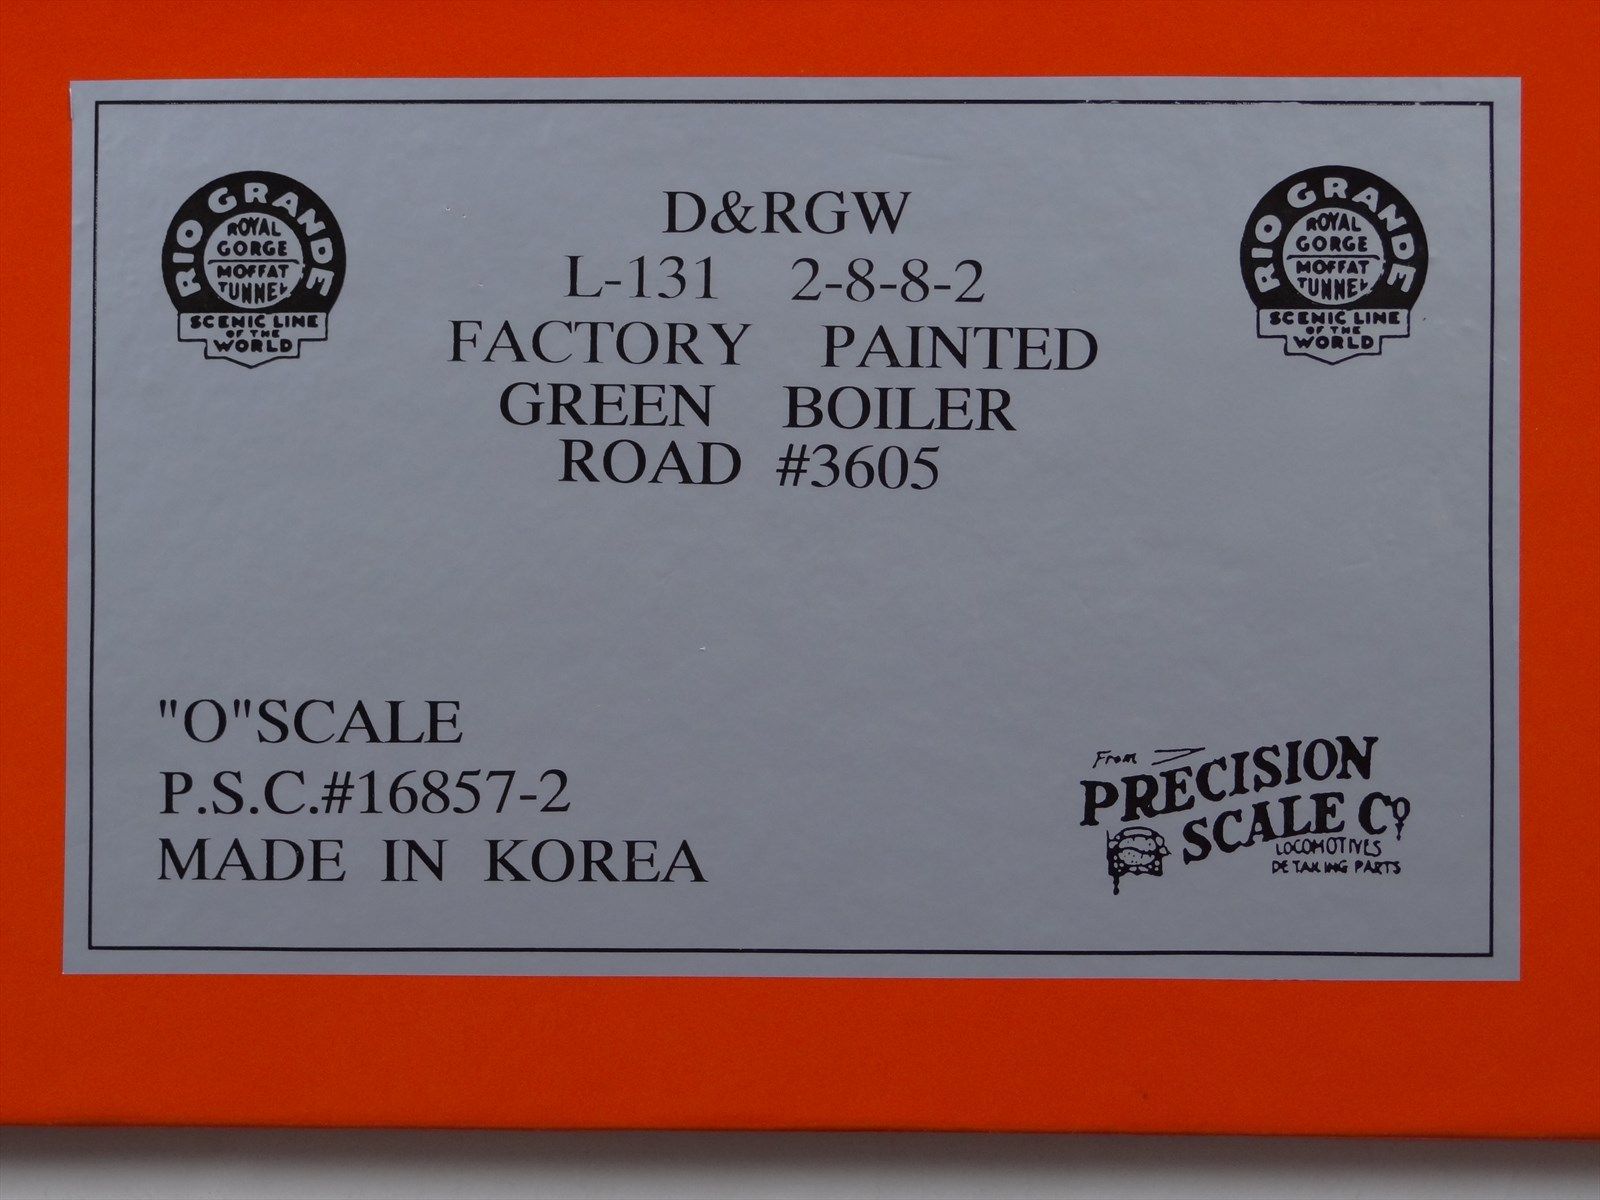 RIO GRANDE
ROYAL
GORGE
MOFFAT
TUNNEL
SCENIC LINE
OF THE
WORLD
D&RGW
L-131 2-8-8-2
FACTORY PAINTED
GREEN BOILER
ROAD #3605
RIO GRANDE
ROYAL
GORGE
MOFFAT
TUNNEL
SCENIC LINE
OF THE
WORLD
"O"SCALE
P.S.C.#16857-2
MADE IN KOREA
From
PRECISION
SCALE Co
LOCOMOTIVES
DETAILING PARTS